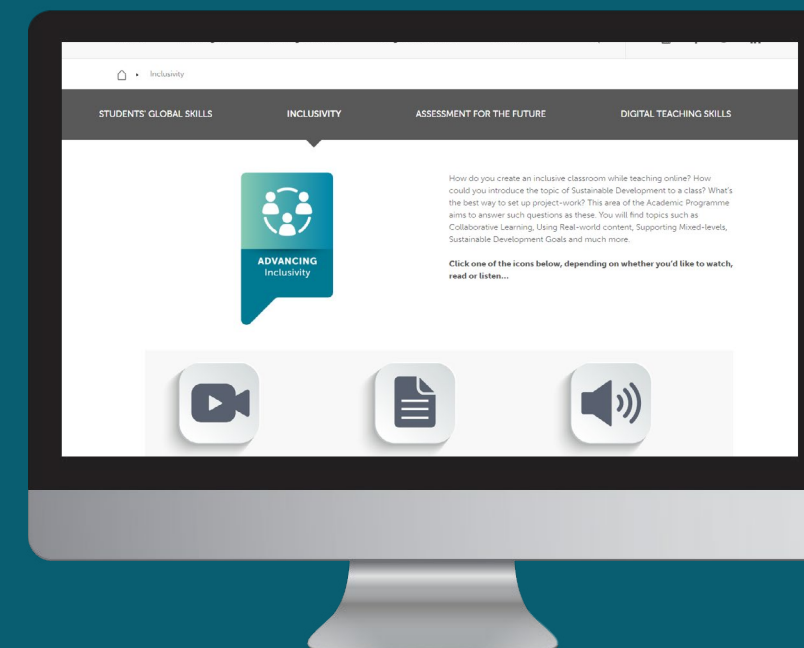 Inclusivity
STUDENTS' GLOBAL SKILLS
INCLUSIVITY
ASSESSMENT FOR THE FUTURE
DIGITAL TEACHING SKILLS
How do you create an inclusive classroom while teaching online? How
could you introduce the topic of Sustainable Development to a class? What's
the best way to set up project-work? This area of the Academic Programme
aims to answer such questions as these. You will find topics such as
Collaborative Learning, Using Real-world content, Supporting Mixed-levels,
Sustainable Development Goals and much more.
Click one of the icons below, depending on whether you'd like to watch,
read or listen...
ADVANCING
Inclusivity